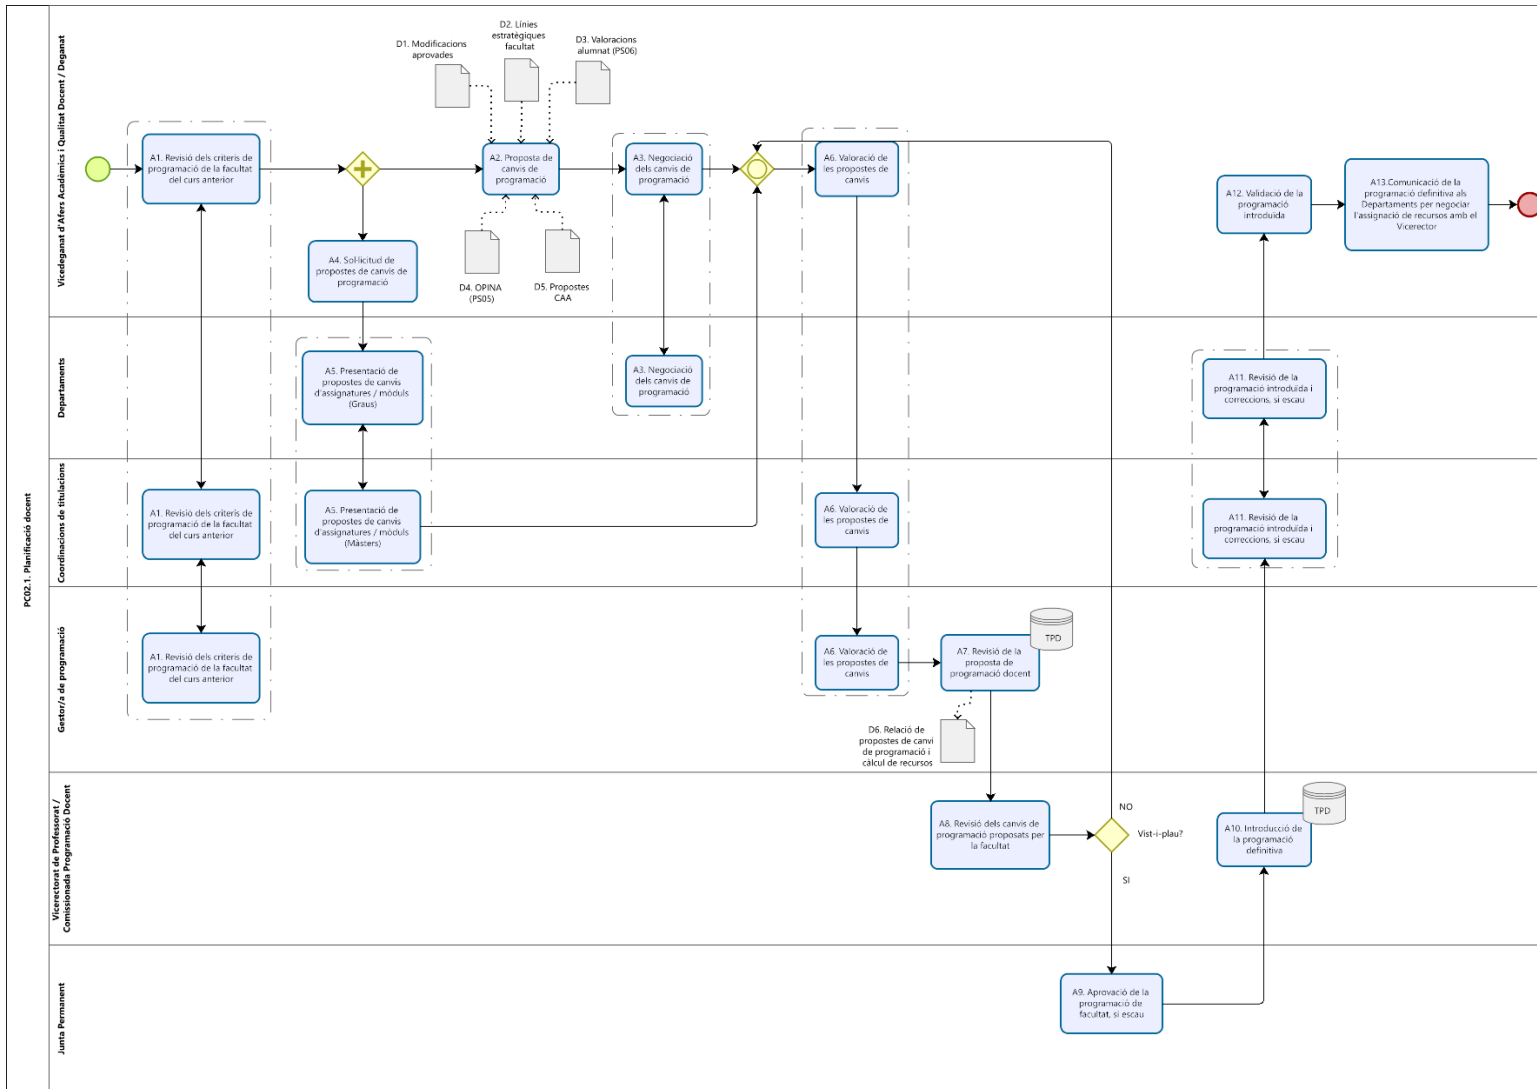 PC02.1. Planificació docent
Vicedeganat d'Afers Acadèmics i Qualitat Docent / Deganat
D1. Modificacions
aprovades
D2. Línies
estratègiques
facultat
D3. Valoracions
alumnat (PS06)
A1. Revisió dels criteris de
programació de la facultat
del curs anterior
A2. Proposta de
canvis de
programació
A3. Negociació
dels canvis de
programació
A6. Valoració de
les propostes de
canvis
A12. Validació de la
programació
introduïda
A13.Comunicació de la
programació definitiva als
Departaments per negociar
l'assignació de recursos amb el
Vicerector
A4. Sol·licitud de
propostes de canvis de
programació
D4. OPINA
(PS05)
D5. Propostes
CAA
Departaments
A5. Presentació de
propostes de canvis
d'assignatures / mòduls
(Graus)
A3. Negociació
dels canvis de
programació
A11. Revisió de la
programació introduïda i
correccions, si escau
Coordinacions de titulacions
A1. Revisió dels criteris de
programació de la facultat
del curs anterior
A5. Presentació de
propostes de canvis
d'assignatures / mòduls
(Màsters)
A6. Valoració de
les propostes de
canvis
A11. Revisió de la
programació introduïda i
correccions, si escau
Gestor/a de programació
A1. Revisió dels criteris de
programació de la facultat
del curs anterior
A6. Valoració de
les propostes de
canvis
A7. Revisió de la
proposta de
programació docent
TPD
D6. Relació de
propostes de canvi
de programació i
càlcul de recursos
Vicerectorat de Professorat /
Comissionada Programació Docent
A8. Revisió dels canvis de
programació proposats per
la facultat
NO
Vist-i-plau?
SI
A10. Introducció de
la programació
definitiva
TPD
Junta Permanent
A9. Aprovació de la
programació de
facultat, si escau